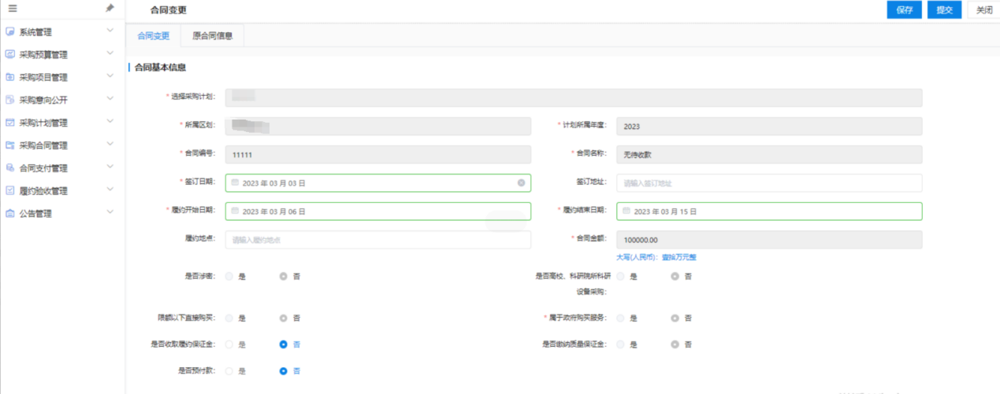 合同变更
保存 提交 关闭
系统管理
采购预算管理
采购项目管理
采购意向公开
采购计划管理
采购合同管理
合同支付管理
履约验收管理
公告管理
合同变更 原合同信息
合同基本信息
* 选择采购计划:
* 所属区划: * 计划所属年度: 2023
* 合同编号: 11111 * 合同名称: 无待收款
* 签订日期: 2023 年 03 月 03 日 签订地址: 请输入签订地址
* 履约开始日期: 2023 年 03 月 06 日 * 履约结束日期: 2023 年 03 月 15 日
履约地点: 请输入履约地点 * 合同金额: 100000.00
大写(人民币): 壹拾万元整
是否涉密: 是 否 是否高校、科研院所科研 是 否
设备采购:
限额以下直接购买: 是 否 * 属于政府购买服务: 是 否
是否收取履约保证金: 是 否 是否缴纳质量保证金: 是 否
是否预付款: 是 否